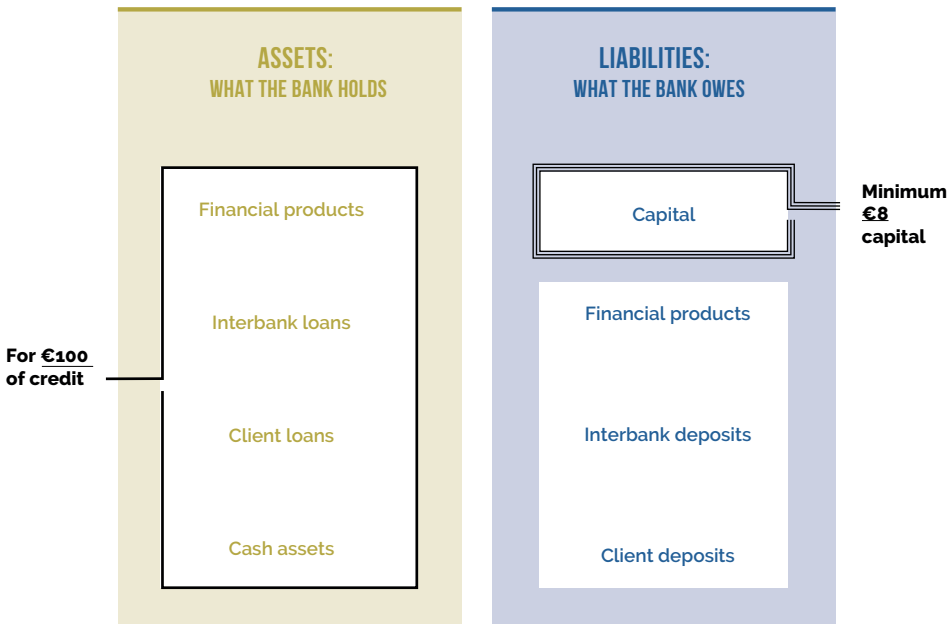 ASSETS:
WHAT THE BANK HOLDS
Financial products
Interbank loans
For €100
of credit
Client loans
Cash assets
LIABILITIES:
WHAT THE BANK OWES
Capital
Minimum
€8
capital
Financial products
Interbank deposits
Client deposits